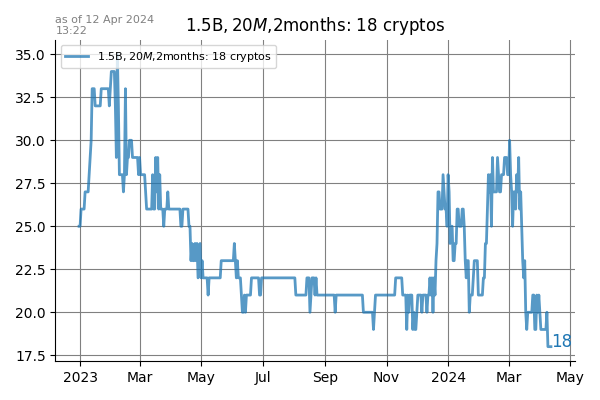 as of 12 Apr 2024
13:22
1.5B, 20M,2months: 18 cryptos
1.5B, 20M,2months: 18 cryptos
35.0
32.5
30.0
27.5
25.0
22.5
20.0
17.5
18
2023 Mar May Jul Sep Nov 2024 Mar May